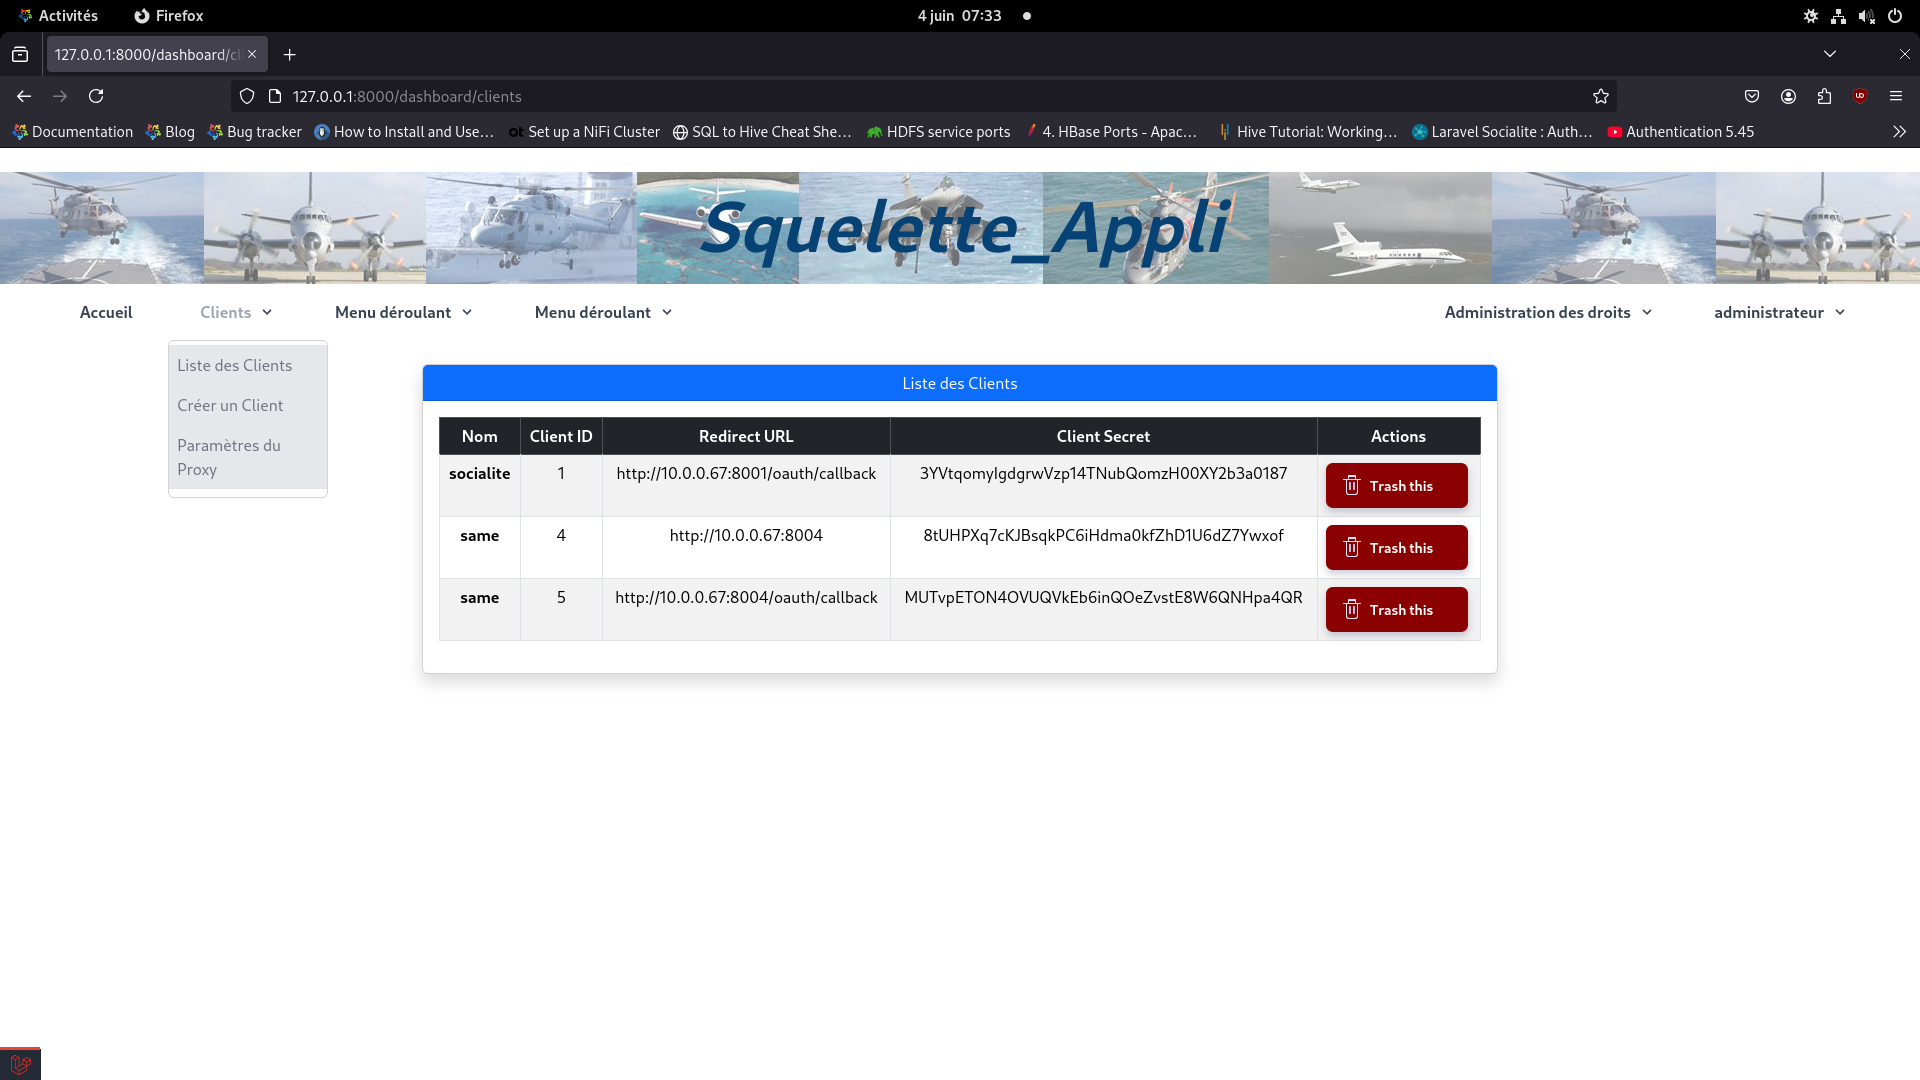 Activités Firefox 4 juin 07:33
127.0.0.1:8000/dashboard/cli
127.0.0.1:8000/dashboard/clients
Documentation Blog Bug tracker How to Install and Use… Set up a NiFi Cluster SQL to Hive Cheat She… HDFS service ports 4. HBase Ports - Apac… Hive Tutorial: Working… Laravel Socialite : Auth… Authentication 5.45
Squelette_Appli
Accueil Clients Menu déroulant Menu déroulant Administration des droits administrateur
Liste des Clients
Créer un Client
Paramètres du
Proxy
Liste des Clients
Nom Client ID Redirect URL Client Secret Actions
socialite 1 http://10.0.0.67:8001/oauth/callback 3YVtqomyIgdgrwVzp14TNubQomzH00XY2b3a0187 Trash this
same 4 http://10.0.0.67:8004 8tUHPXq7cKJBsqkPC6iHdma0kfZhD1U6dZ7Ywxof Trash this
same 5 http://10.0.0.67:8004/oauth/callback MUTvpETON4OVUQVkEb6inQOeZvstE8W6QNHpa4QR Trash this